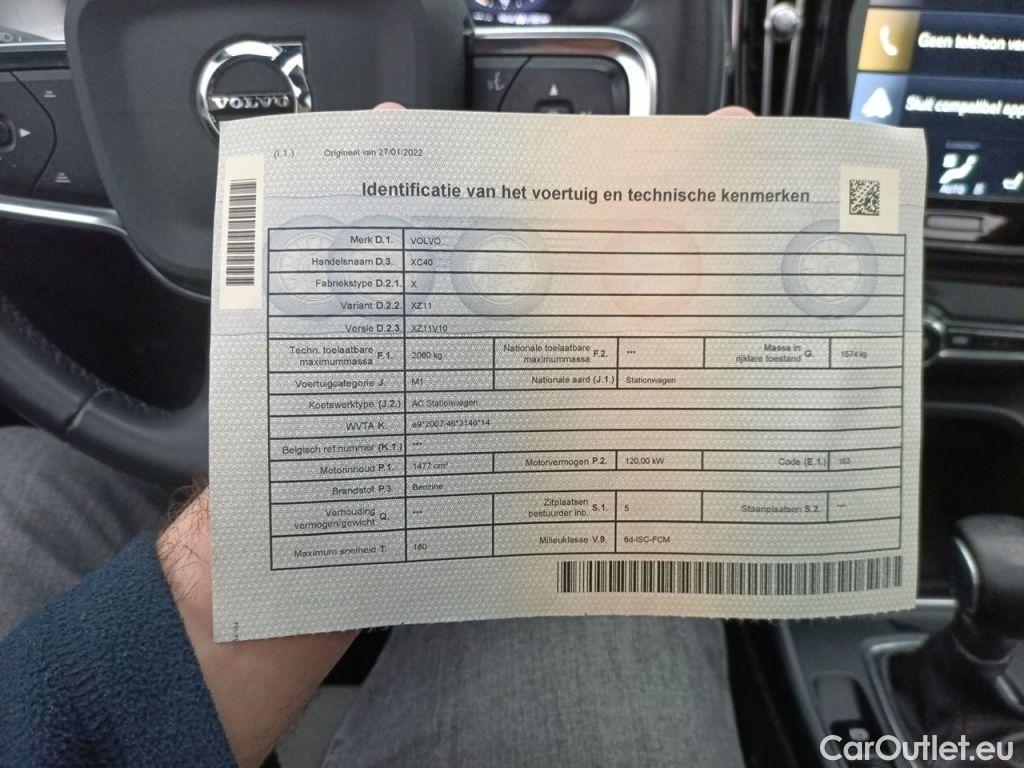 VOLVO
Geen telefoon
Sluit compatibel
AUTO
(I.1.) Origineel van 27/01/2022
Identificatie van het voertuig en technische kenmerken
Merk D.1. VOLVO
Handelsnaam D.3. XC40
Fabriekstype D.2.1. X
Variant D.2.2. XZ11
Versie D.2.3. XZ11V10
Techn. toelaatbare maximummassa F.1. 2060 kg Nationale toelaatbare maximummassa F.2. *** Massa in rijklare toestand G. 1574 kg
Voertuigcategorie J. M1 Nationale aard (J.1.) Stationwagen
Koetswerktype (J.2.) AC Stationwagen
WVTA K. e9*2007/46*3146*14
Belgisch ref.nummer (K.1.) ***
Motorinhoud P.1. 1477 cm³ Motorvermogen P.2. 120,00 kW Code (E.1.) 183
Brandstof P.3. Benzine
Verhouding vermogen/gewicht Q. *** Zitplaatsen bestuurder inb. S.1. 5 Staanplaatsen S.2. ***
Maximum snelheid T. 180 Milieuklasse V.9. 6d-ISC-FCM
CarOutlet.eu